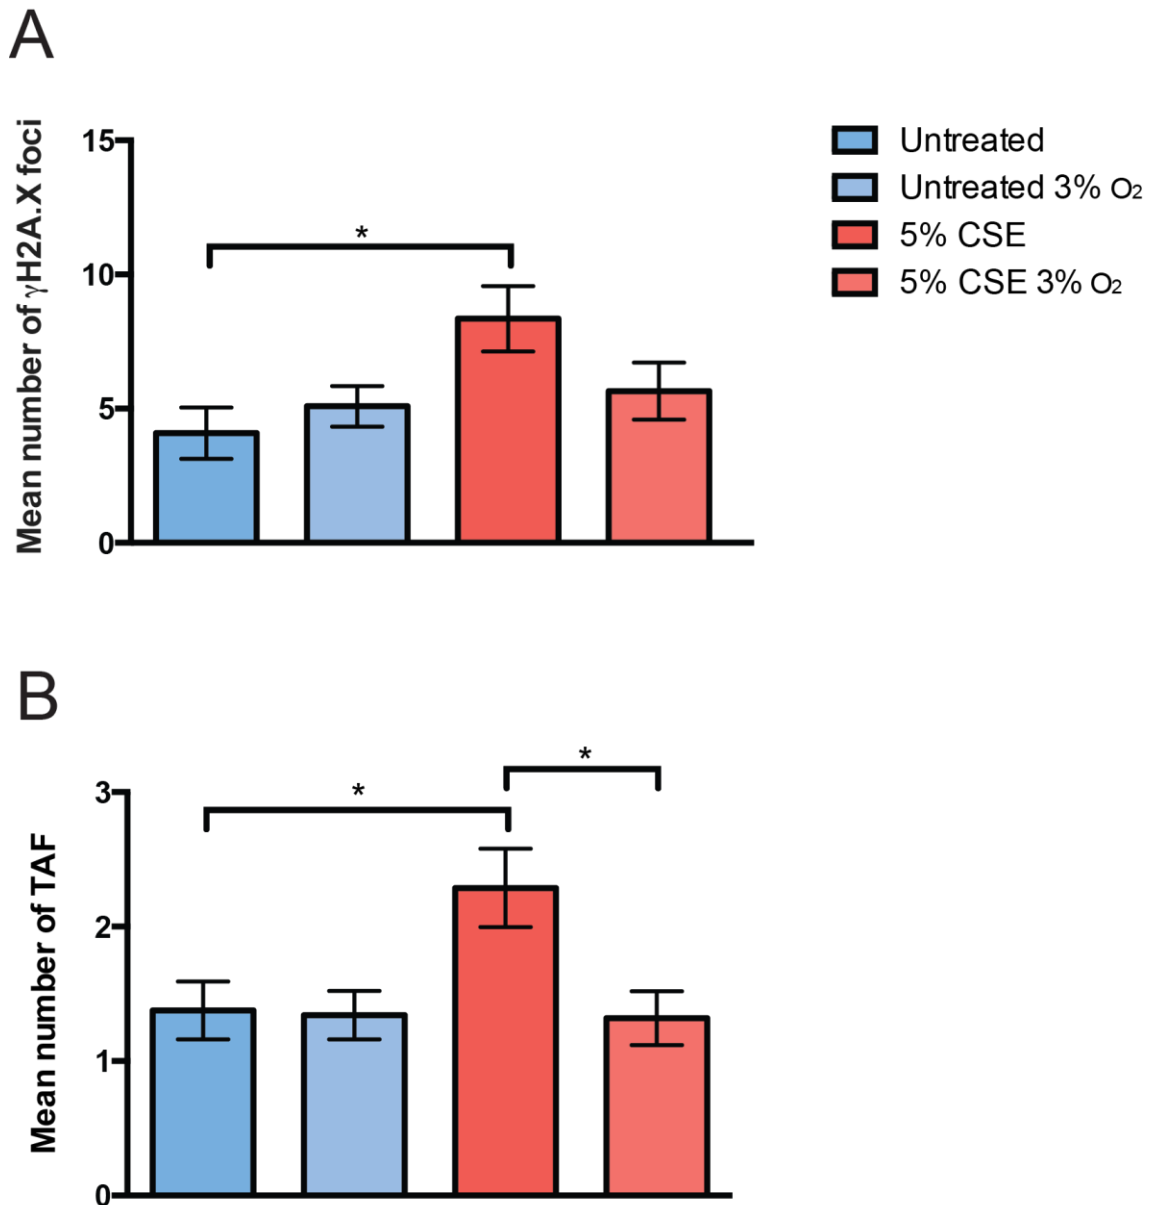 A
Mean number of γH2A.X foci
15
10
5
0
*
Untreated
Untreated 3% O₂
5% CSE
5% CSE 3% O₂
B
Mean number of TAF
3
2
1
0
*
*